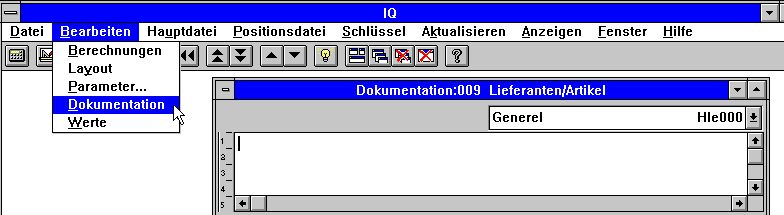 IQ
Datei Bearbeiten Hauptdatei Positionsdatei Schlüssel Aktualisieren Anzeigen Fenster Hilfe
Berechnungen
Layout
Parameter...
Dokumentation
Werte
?
Dokumentation:009 Lieferanten/Artikel
Generel Hle000
1
2
3
4
5